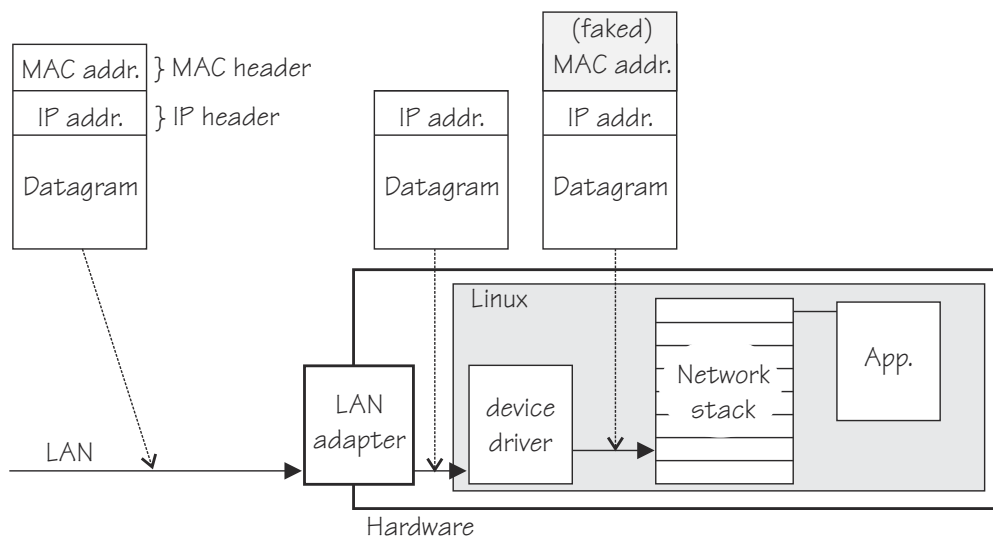 (faked)
MAC addr.
MAC addr. } MAC header
IP addr. } IP header
IP addr.
IP addr.
Datagram
Datagram
Datagram
Linux
Network
stack
App.
LAN
adapter
device
driver
LAN
Hardware